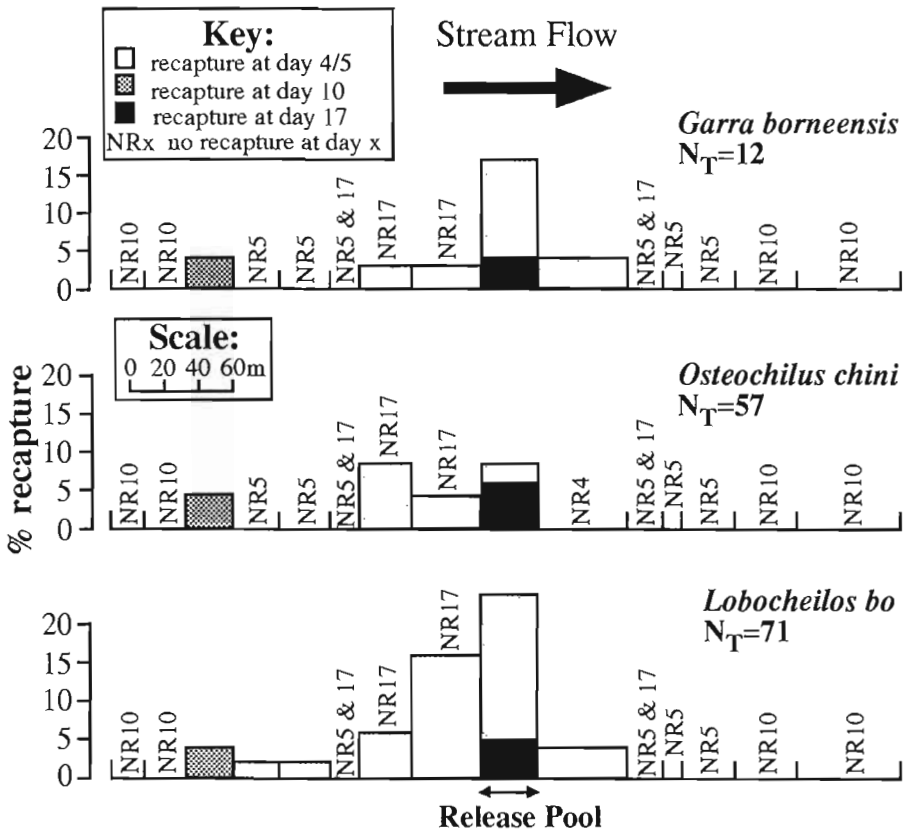 Key:
recapture at day 4/5
recapture at day 10
recapture at day 17
NRx no recapture at day x
Stream Flow
Garra borneensis
N_T=12
20
15
10
5
0
NR10
NR10
NR5
NR5
NR5 & 17
NR17
NR17
NR5 & 17
NR5
NR5
NR10
NR10
Scale:
0 20 40 60m
% recapture
Osteochilus chini
N_T=57
20
15
10
5
0
NR10
NR10
NR5
NR5
NR5 & 17
NR17
NR17
NR4
NR5 & 17
NR5
NR5
NR10
NR10
Lobocheilos bo
N_T=71
20
15
10
5
0
NR10
NR10
NR5 & 17
NR17
NR17
NR5 & 17
NR5
NR5
NR10
NR10
Release Pool